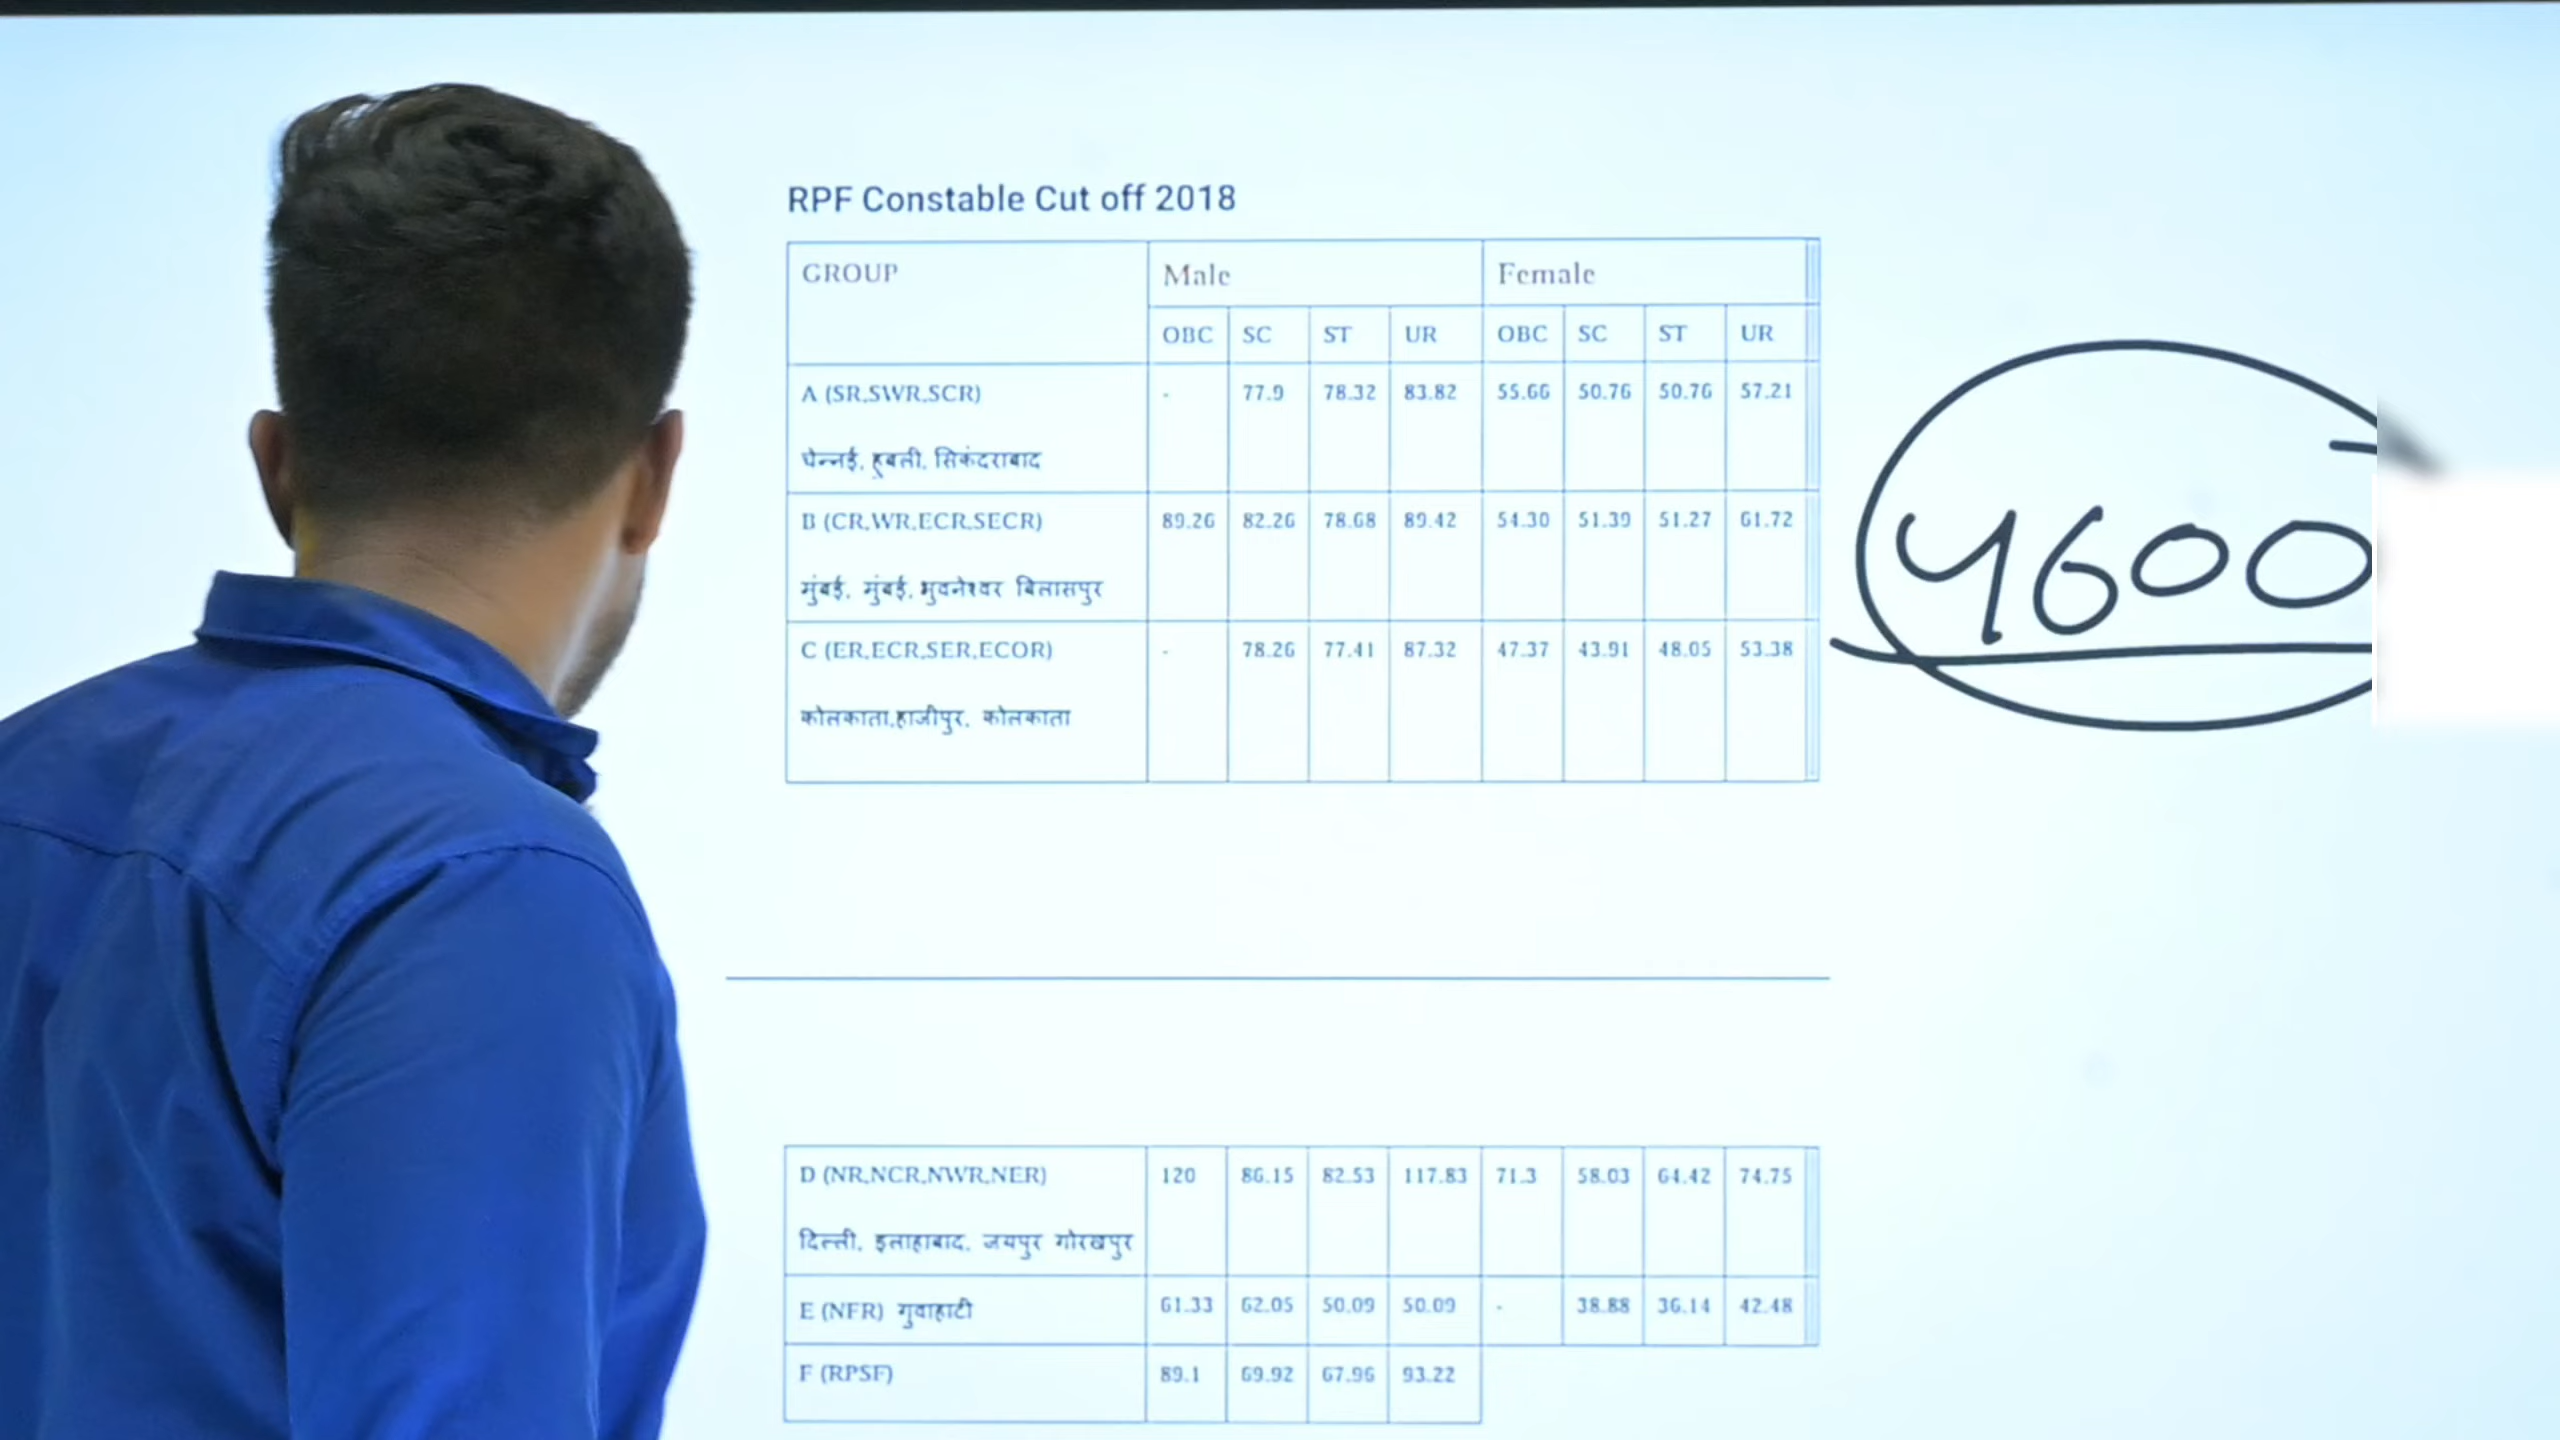 RPF Constable Cut off 2018
GROUP Male Female
OBC SC ST UR OBC SC ST UR
A (SR,SWR,SCR) - 77.9 78.32 83.82 55.66 50.76 50.76 57.21
चेन्नई, हुबली, सिकंदराबाद
B (CR,WR,ECR,SECR) 89.26 82.26 78.68 89.42 54.30 51.39 51.27 61.72
मुंबई, मुंबई, भुवनेश्वर बिलासपुर
C (ER,ECR,SER,ECOR) - 78.26 77.41 87.32 47.37 43.91 48.05 53.38
कोलकाता,हाजीपुर, कोलकाता
4600
D (NR,NCR,NWR,NER) 120 86.15 82.53 117.83 71.3 58.03 64.42 74.75
दिल्ली, इलाहाबाद, जयपुर गोरखपुर
E (NFR) गुवाहाटी 61.33 62.05 50.09 50.09 - 38.88 36.14 42.48
F (RPSF) 89.1 69.92 67.96 93.22